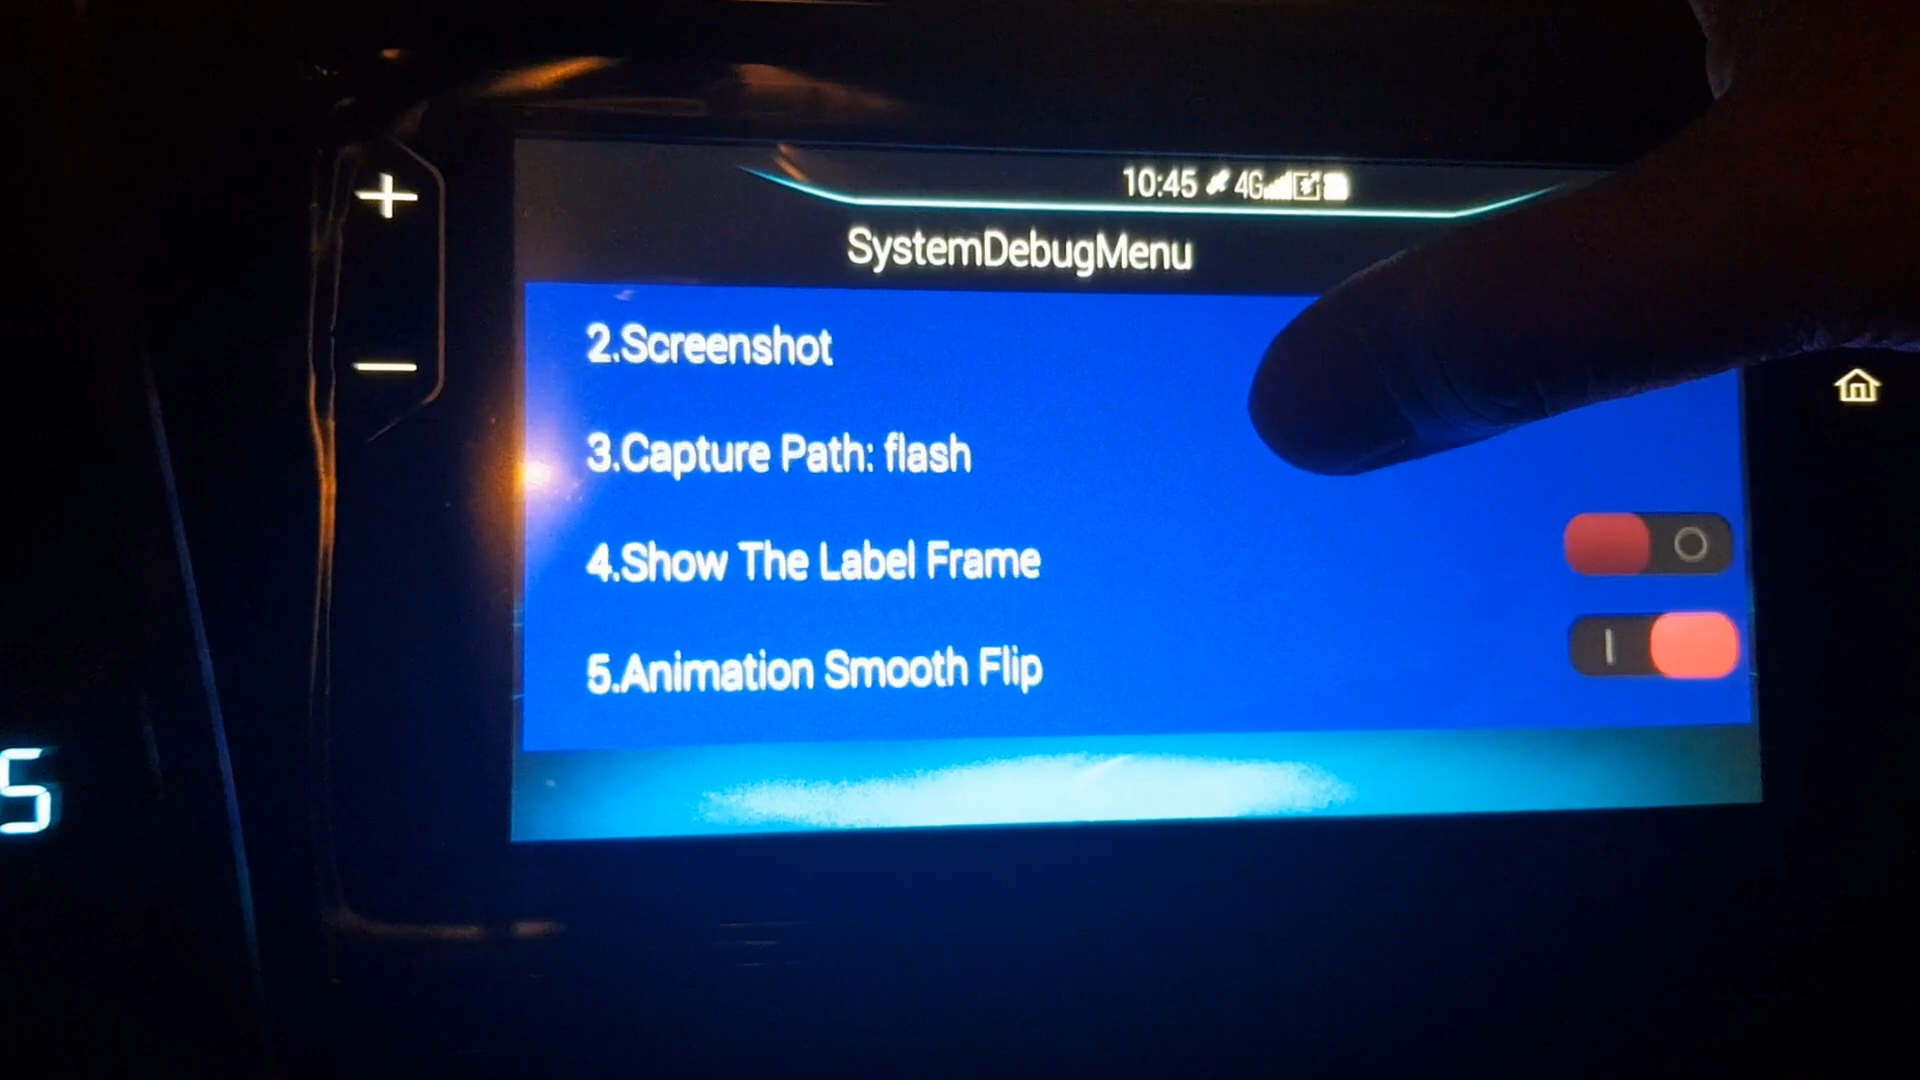 10:45 4G
SystemDebugMenu
2.Screenshot
3.Capture Path: flash
4.Show The Label Frame
5.Animation Smooth Flip
5